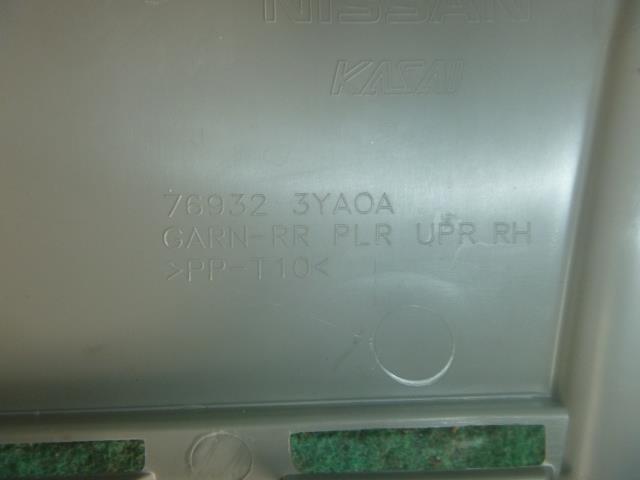 NISSAN
KASAI
76932 3YA0A
GARN-RR PLR UPR RH
>PP-T10<